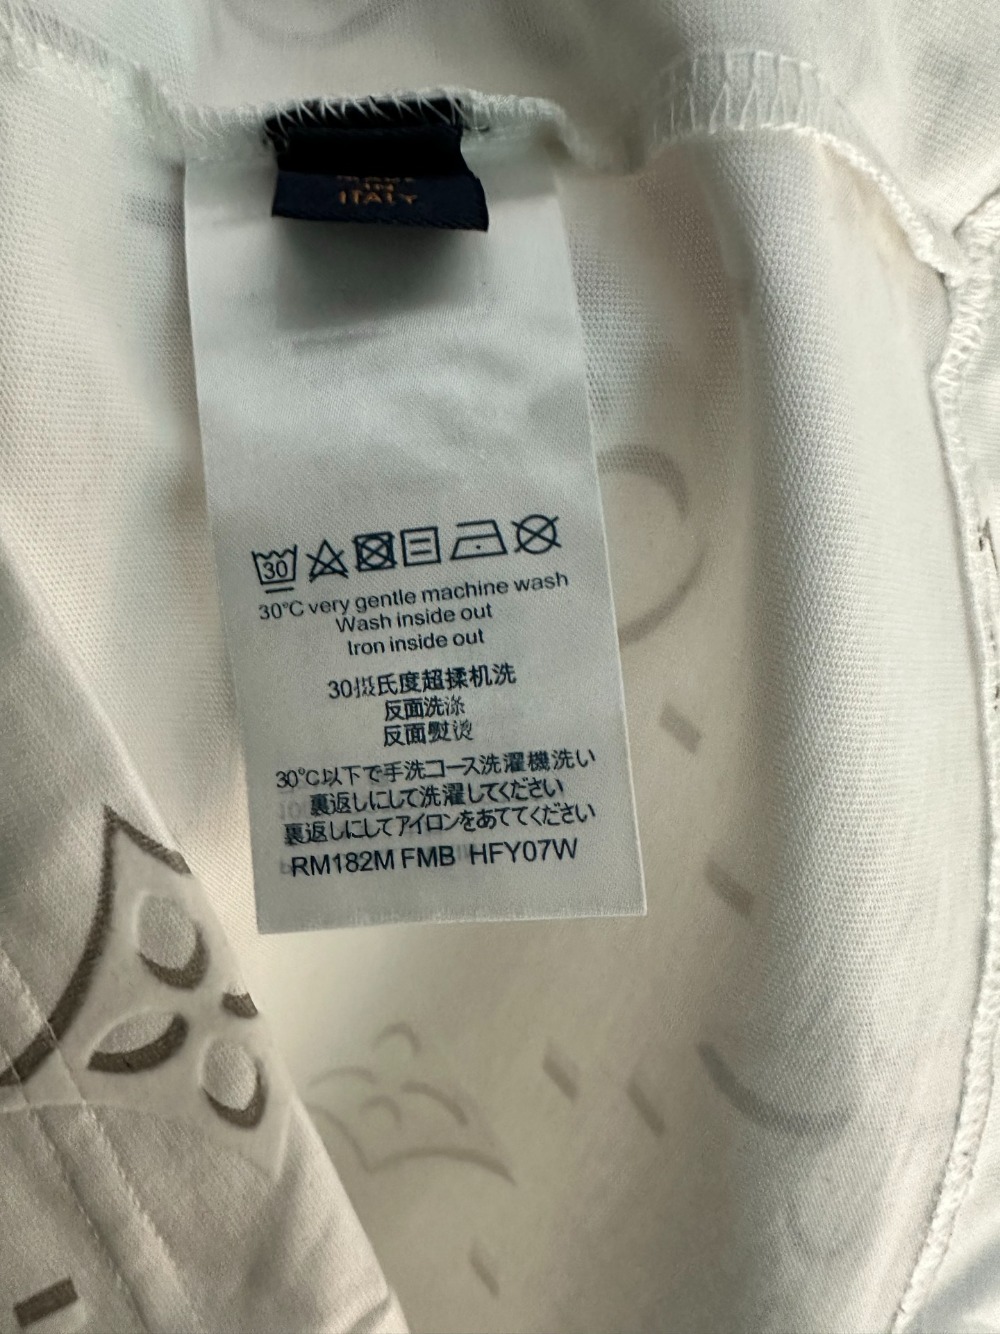 IN
ITALY
30
30°C very gentle machine wash
Wash inside out
Iron inside out
30摄氏度超揉机洗
反面洗涤
反面熨烫
30°C以下で手洗コース洗濯機洗い
裏返しにして洗濯してください
裏返しにしてアイロンをあててください
RM182M FMB HFY07W